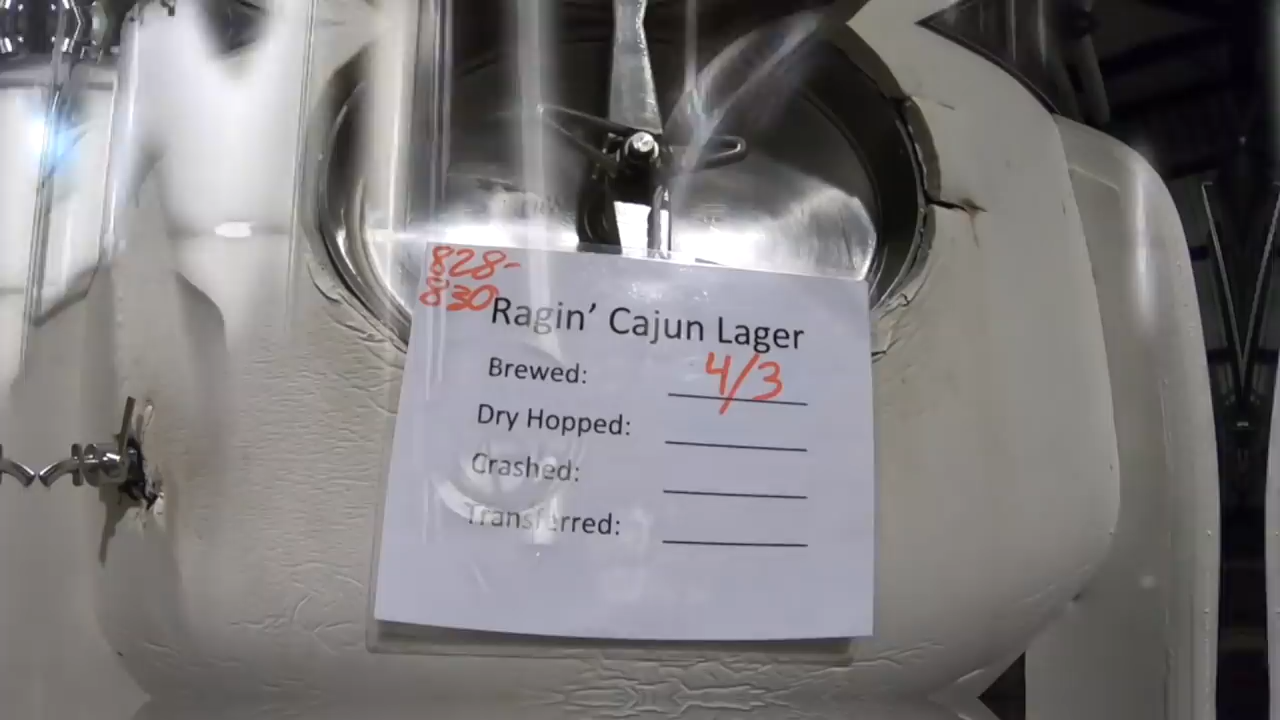 828-
830
Ragin' Cajun Lager
Brewed: 4/3
Dry Hopped:
Crashed:
Transferred: